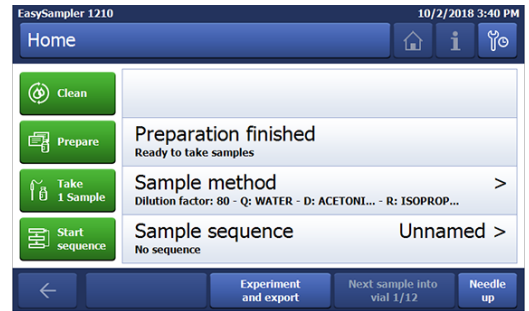 EasySampler 1210
10/2/2018 3:40 PM
Home
Clean
Prepare
Preparation finished
Ready to take samples
Take
1 Sample
Sample method >
Dilution factor: 80 - Q: WATER - D: ACETONI... - R: ISOPROP...
Start
sequence
Sample sequence Unnamed >
No sequence
Experiment
and export
Next sample into
vial 1/12
Needle
up